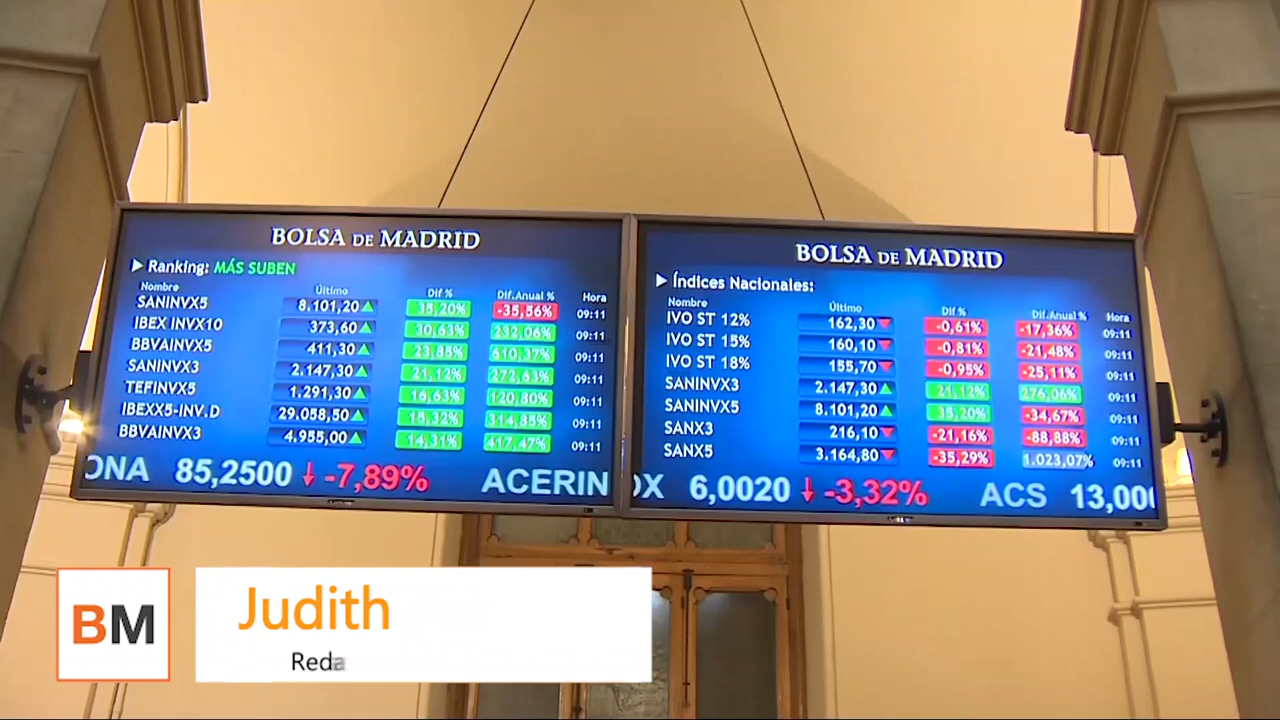 BOLSA DE MADRID
Ranking: MÁS SUBEN
Nombre Último Dif % Dif.Anual % Hora
SANINVX5 8.101,20 35,20% -35,56% 09:11
IBEX INVX10 373,60 30,63% 232,06% 09:11
BBVAINVX5 411,30 23,85% 610,37% 09:11
SANINVX3 2.147,30 21,12% 272,63% 09:11
TEFINVX5 1.291,30 16,63% 120,80% 09:11
IBEXX5-INV.D 29.058,50 15,32% 314,85% 09:11
BBVAINVX3 4.955,00 14,31% 417,47% 09:11
ONA 85,2500 -7,89% ACERIN
BOLSA DE MADRID
Índices Nacionales:
Nombre Último Dif % Dif.Anual % Hora
IVO ST 12% 162,30 -0,61% -17,36% 09:11
IVO ST 15% 160,10 -0,81% -21,48% 09:11
IVO ST 18% 155,70 -0,95% -25,11% 09:11
SANINVX3 2.147,30 21,12% 276,06% 09:11
SANINVX5 8.101,20 35,20% -34,67% 09:11
SANX3 216,10 -21,16% -88,88% 09:11
SANX5 3.164,80 -35,29% 1.023,07% 09:11
OX 6,0020 -3,32% ACS 13,00
BM
Judith
Reda